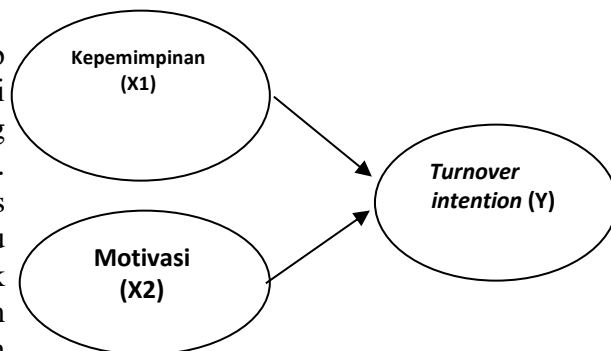 Kepemimpinan
(X1)
Turnover
intention (Y)
Motivasi
(X2)